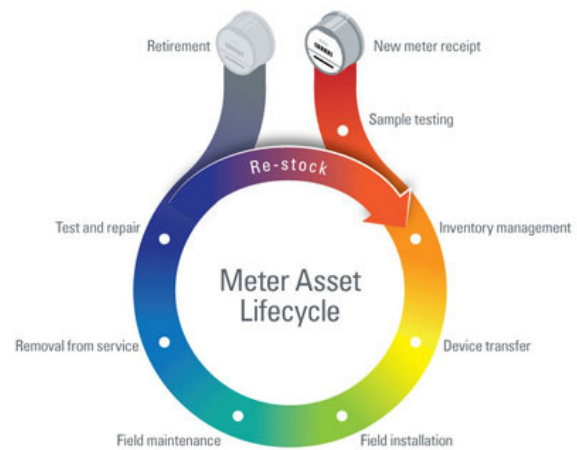 Retirement
New meter receipt
Sample testing
Re-stock
Test and repair
Inventory management
Meter Asset
Lifecycle
Removal from service
Device transfer
Field maintenance
Field installation